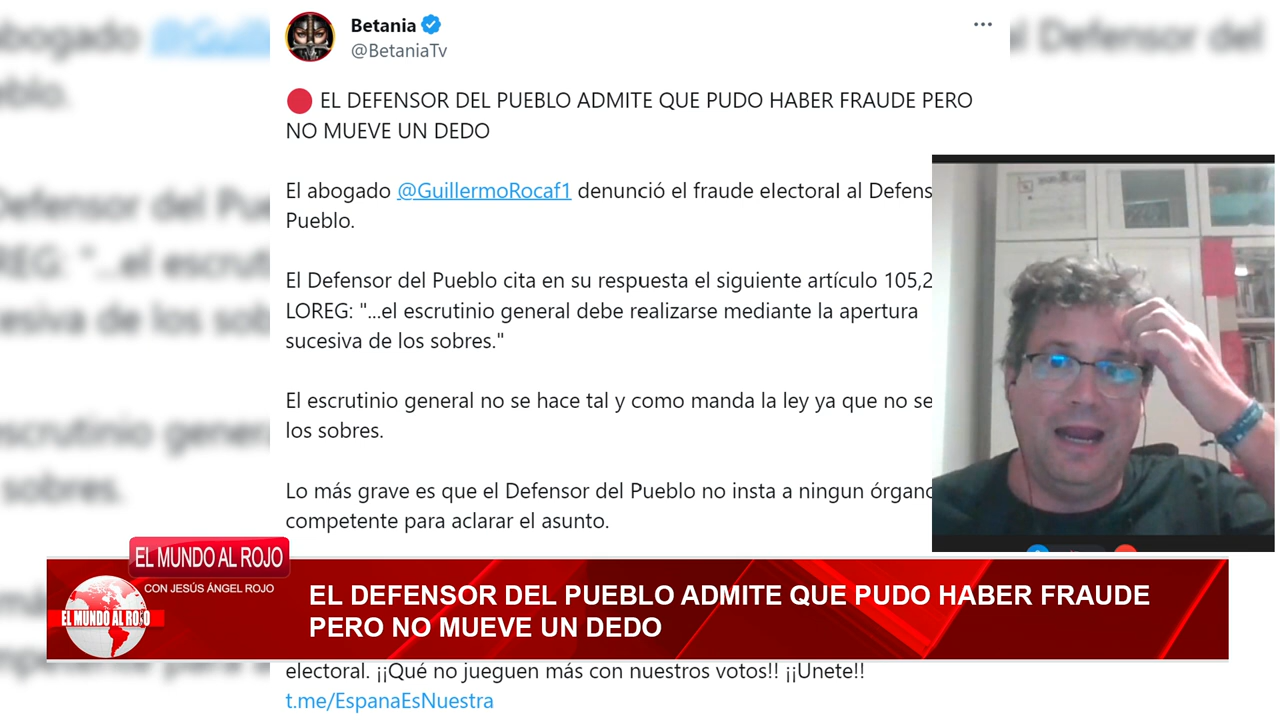 Betania
@BetaniaTv
EL DEFENSOR DEL PUEBLO ADMITE QUE PUDO HABER FRAUDE PERO
NO MUEVE UN DEDO
El abogado @GuillermoRocaf1 denunció el fraude electoral al Defens
Pueblo.
El Defensor del Pueblo cita en su respuesta el siguiente artículo 105,2
LOREG: "...el escrutinio general debe realizarse mediante la apertura
sucesiva de los sobres."
El escrutinio general no se hace tal y como manda la ley ya que no se
los sobres.
Lo más grave es que el Defensor del Pueblo no insta a ningun órgano
competente para aclarar el asunto.
EL MUNDO AL ROJO
CON JESÚS ÁNGEL ROJO
EL MUNDO AL ROJO
EL DEFENSOR DEL PUEBLO ADMITE QUE PUDO HABER FRAUDE
PERO NO MUEVE UN DEDO
electoral. ¡¡Qué no jueguen más con nuestros votos!! ¡¡Únete!!
t.me/EspanaEsNuestra